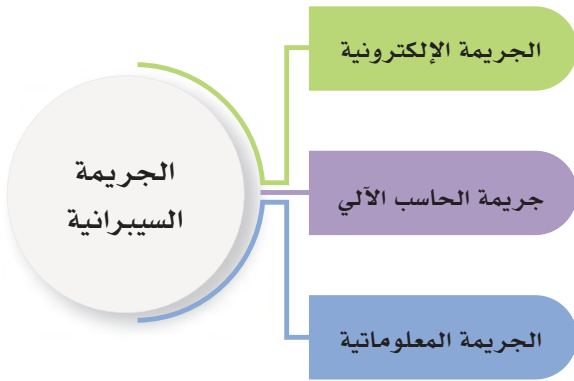 الجريمة
السيبرانية
الجريمة الإلكترونية
جريمة الحاسب الآلي
الجريمة المعلوماتية